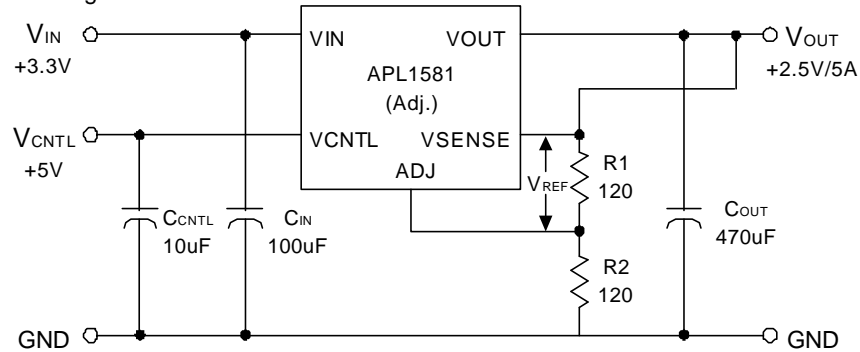 VIN
+3.3V
VCNTL
+5V
VIN
VOUT
APL1581
(Adj.)
VCNTL
VSENSE
ADJ
VOUT
+2.5V/5A
VREF
R1
120
R2
120
CCNTL
10uF
CIN
100uF
COUT
470uF
GND
GND